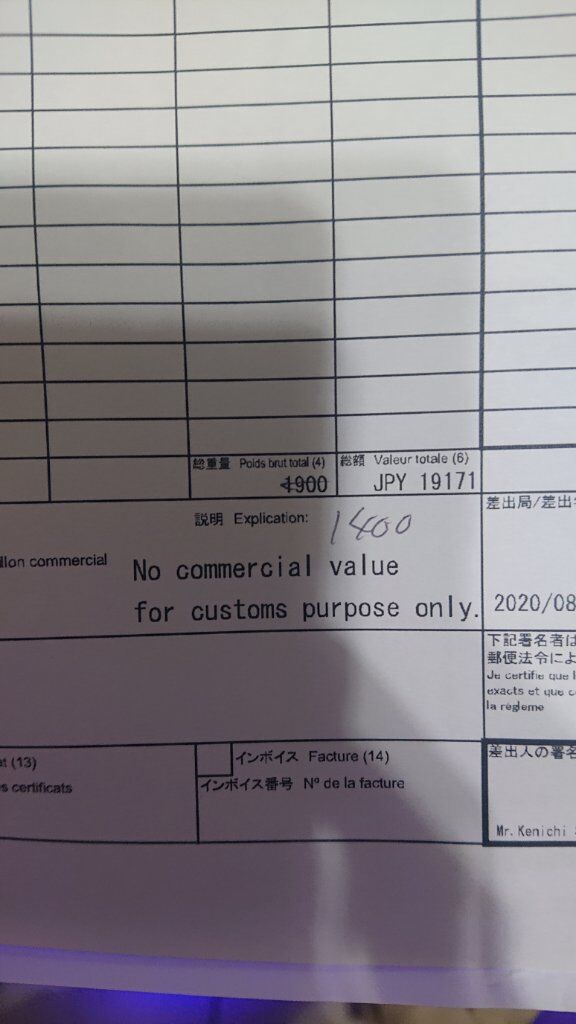 総重量 Poids brut total (4)
総額 Valeur totale (6)
1900
JPY 19171
説明 Explication:
1400
差出局/差出
llon commercial
No commercial value
for customs purpose only.
2020/08
下記署名者は
郵便法令によ
Je certifie que l
exacts et que c
la régleme
at (13)
s certificats
インボイス Facture (14)
インボイス番号 Nº de la facture
差出人の署名
Mr. Kenichi